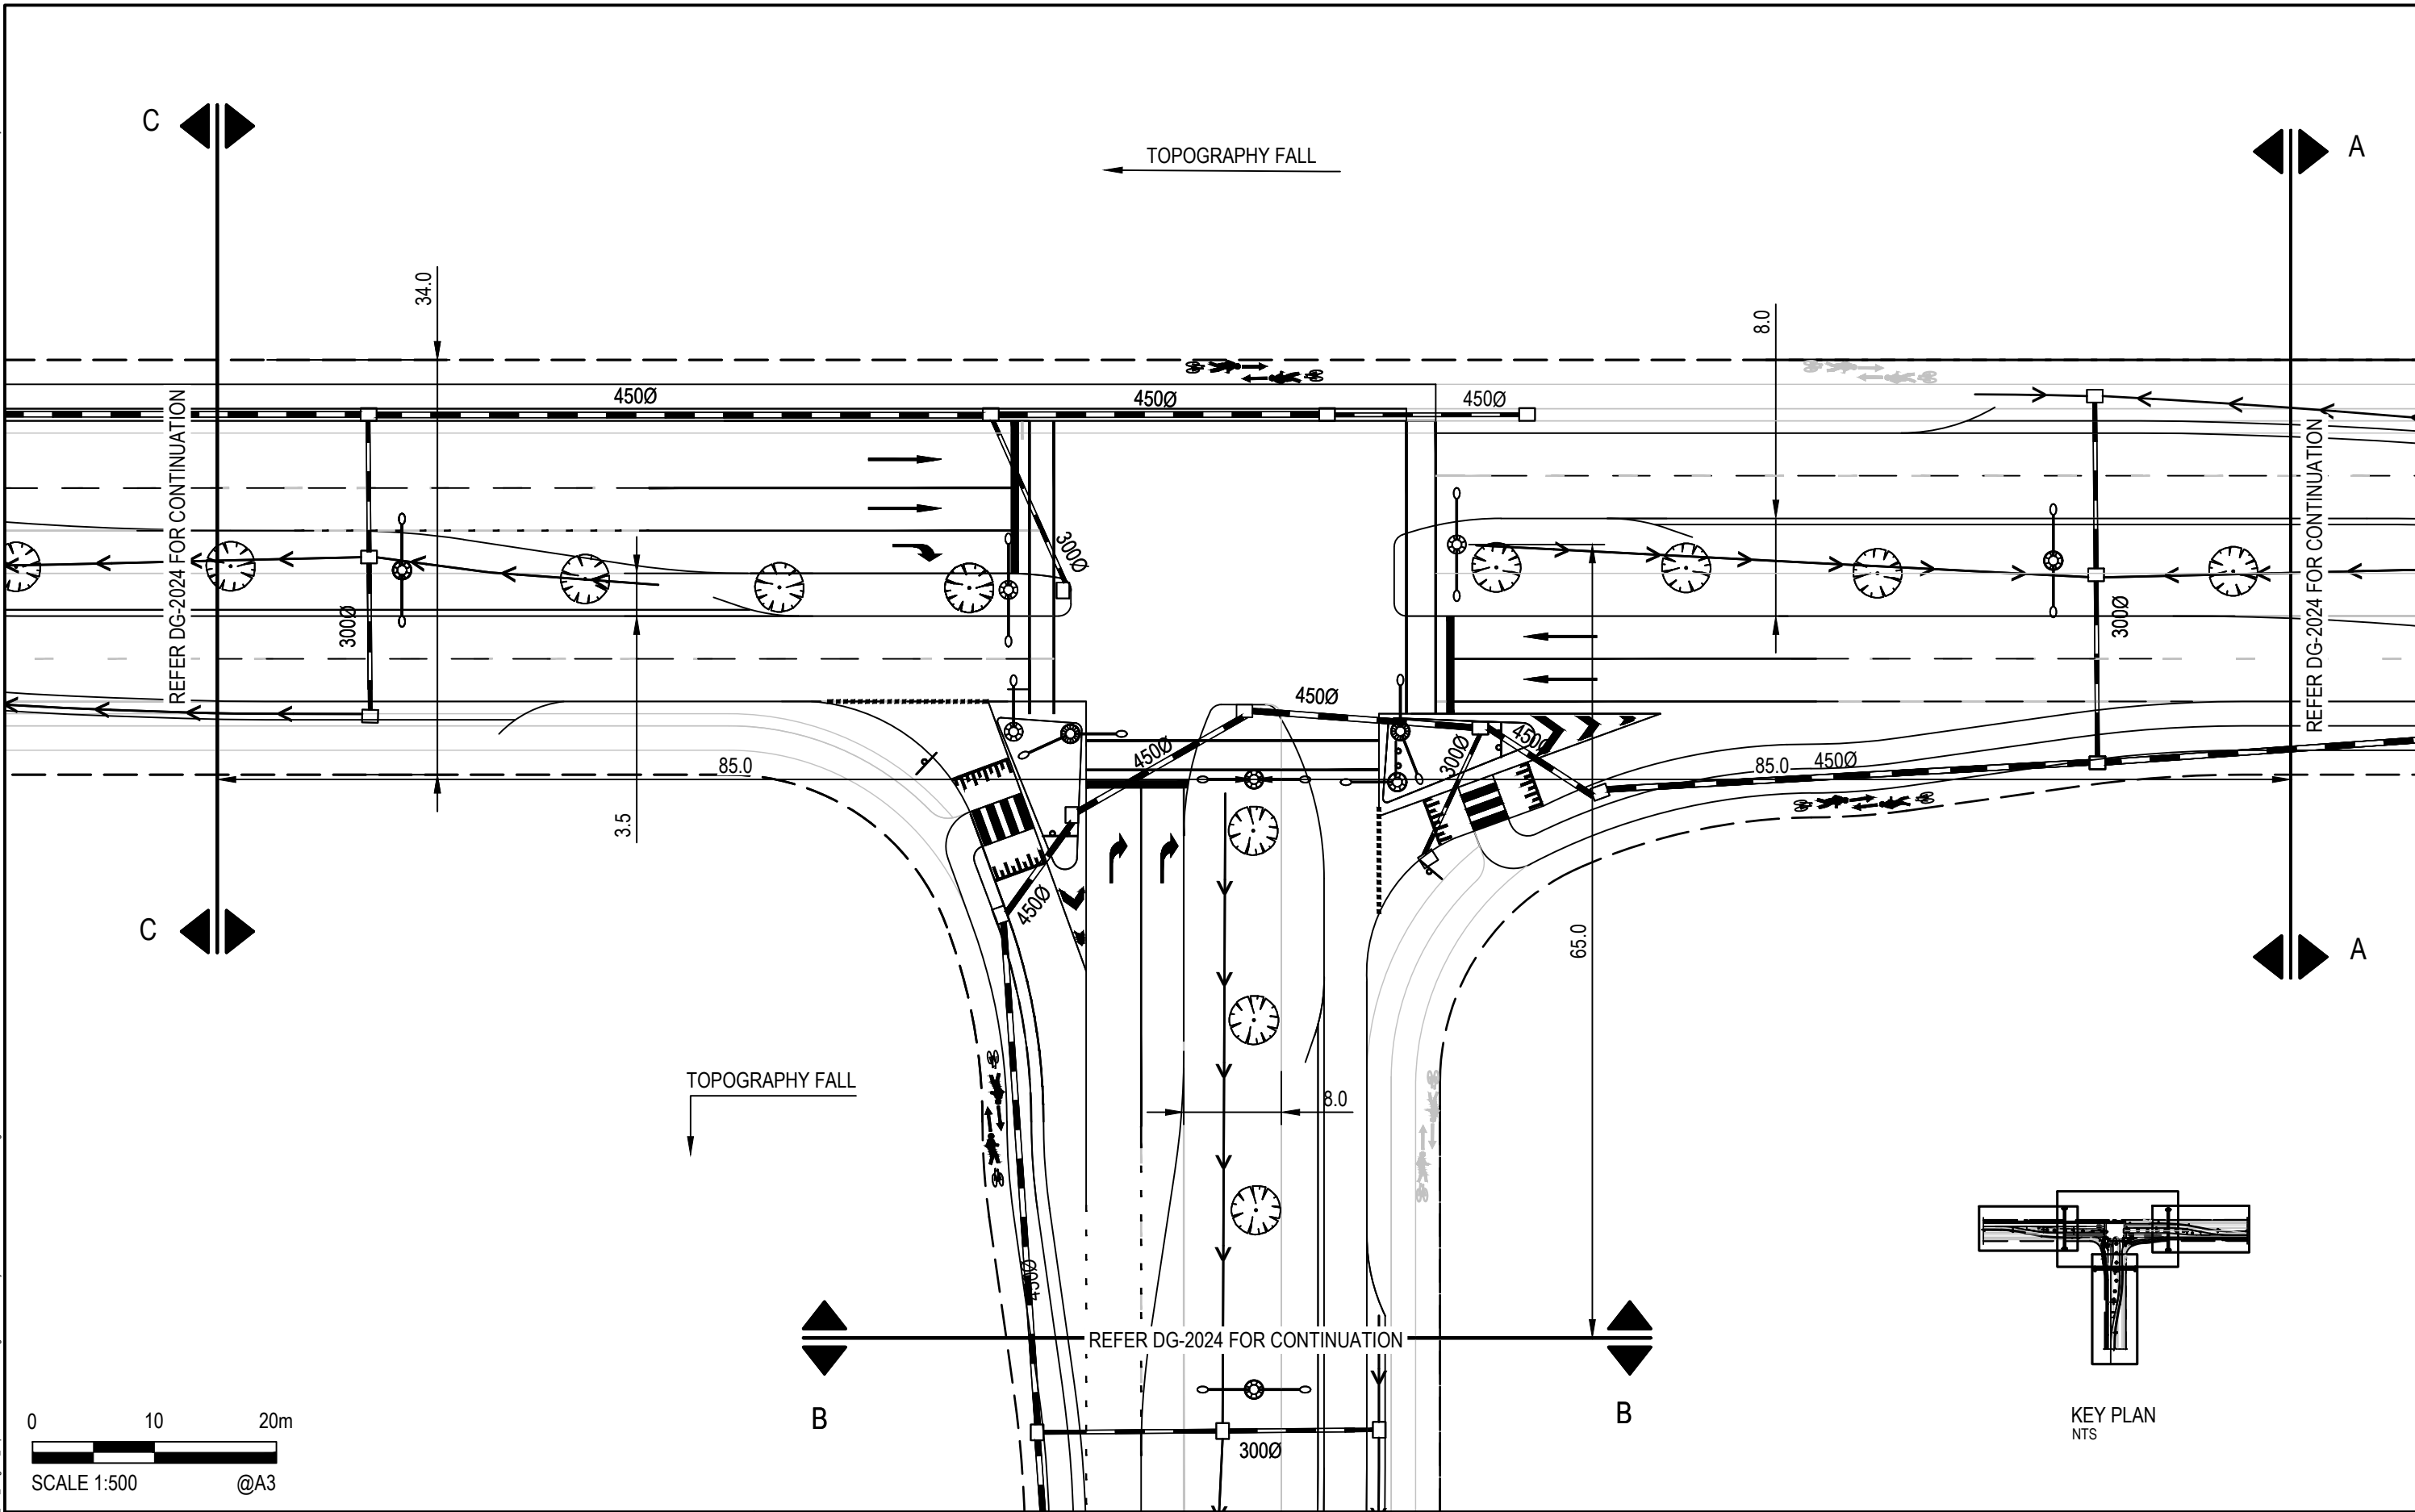 C
A
TOPOGRAPHY FALL
34.0
8.0
REFER DG-2024 FOR CONTINUATION
450Ø
450Ø
450Ø
REFER DG-2024 FOR CONTINUATION
300Ø
300Ø
300Ø
450Ø
450Ø
300Ø
450Ø
85.0
85.0
450Ø
3.5
450Ø
C
65.0
A
TOPOGRAPHY FALL
8.0
450Ø
REFER DG-2024 FOR CONTINUATION
B
B
300Ø
0 10 20m
SCALE 1:500 @A3
KEY PLAN
NTS